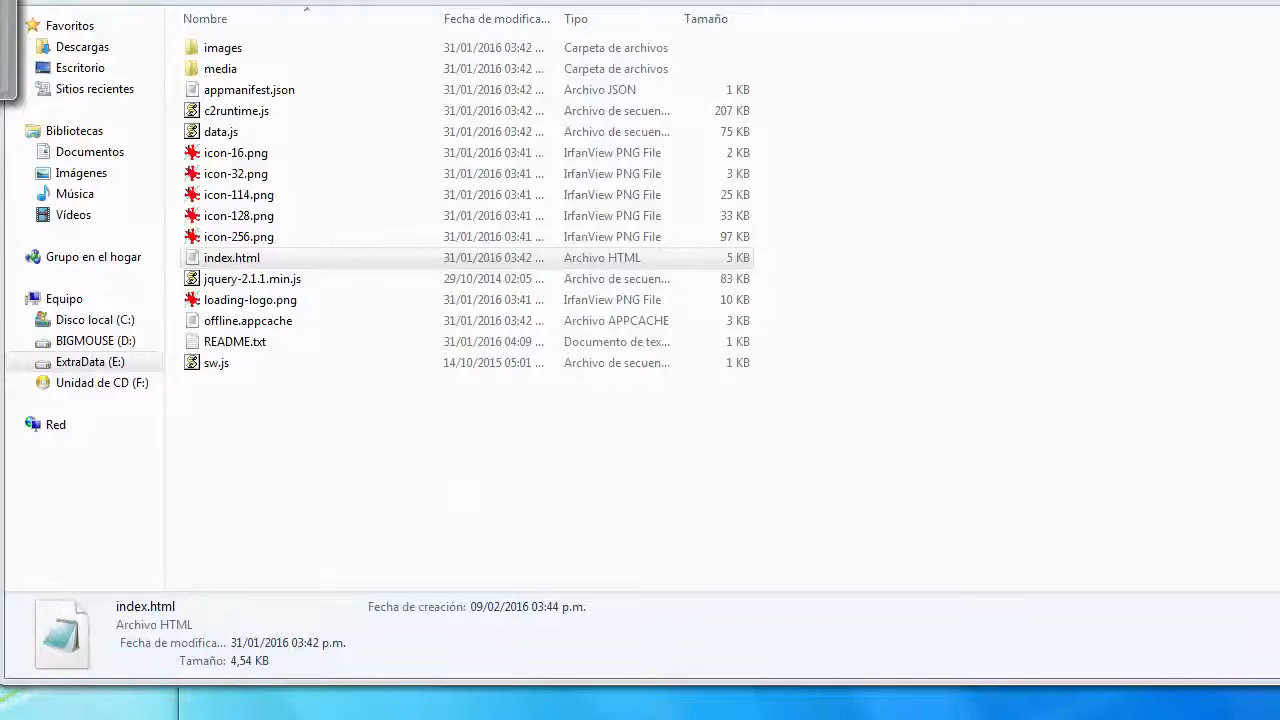 Nombre Fecha de modifica... Tipo Tamaño
Favoritos
Descargas
Escritorio
Sitios recientes
Bibliotecas
Documentos
Imágenes
Música
Vídeos
Grupo en el hogar
Equipo
Disco local (C:)
BIGMOUSE (D:)
ExtraData (E:)
Unidad de CD (F:)
Red
images 31/01/2016 03:42 ... Carpeta de archivos
media 31/01/2016 03:42 ... Carpeta de archivos
appmanifest.json 31/01/2016 03:42 ... Archivo JSON 1 KB
c2runtime.js 31/01/2016 03:42 ... Archivo de secuen... 207 KB
data.js 31/01/2016 03:42 ... Archivo de secuen... 75 KB
icon-16.png 31/01/2016 03:41 ... IrfanView PNG File 2 KB
icon-32.png 31/01/2016 03:41 ... IrfanView PNG File 3 KB
icon-114.png 31/01/2016 03:41 ... IrfanView PNG File 25 KB
icon-128.png 31/01/2016 03:41 ... IrfanView PNG File 33 KB
icon-256.png 31/01/2016 03:41 ... IrfanView PNG File 97 KB
index.html 31/01/2016 03:42 ... Archivo HTML 5 KB
jquery-2.1.1.min.js 29/10/2014 02:05 ... Archivo de secuen... 83 KB
loading-logo.png 31/01/2016 03:41 ... IrfanView PNG File 10 KB
offline.appcache 31/01/2016 03:42 ... Archivo APPCACHE 3 KB
README.txt 31/01/2016 04:09 ... Documento de tex... 1 KB
sw.js 14/10/2015 05:01 ... Archivo de secuen... 1 KB
index.html Fecha de creación: 09/02/2016 03:44 p.m.
Archivo HTML
Fecha de modifica... 31/01/2016 03:42 p.m.
Tamaño: 4,54 KB